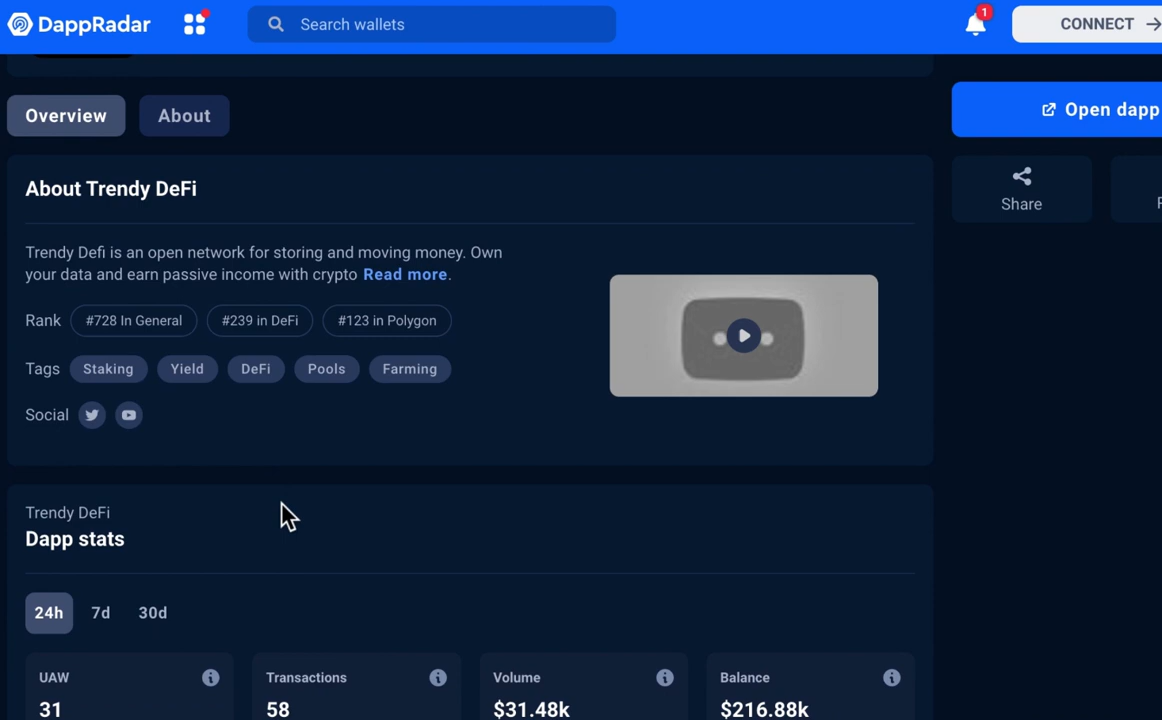 DappRadar
Search wallets
1
CONNECT
Overview
About
Open dapp
About Trendy DeFi
Share
Trendy Defi is an open network for storing and moving money. Own
your data and earn passive income with crypto Read more.
Rank #728 In General #239 in DeFi #123 in Polygon
Tags Staking Yield DeFi Pools Farming
Social
Trendy DeFi
Dapp stats
24h 7d 30d
UAW Transactions Volume Balance
31 58 $31.48k $216.88k